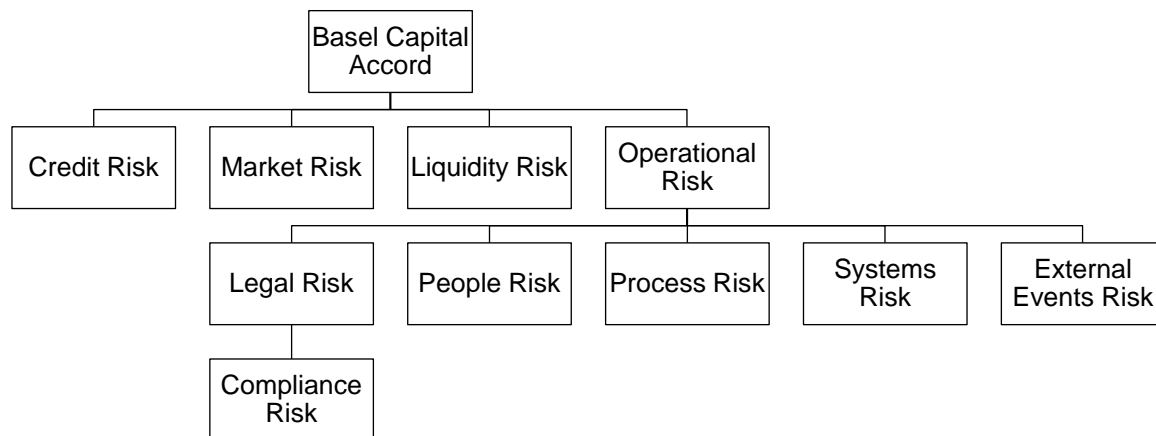 Basel Capital
Accord
Credit Risk
Market Risk
Liquidity Risk
Operational
Risk
Legal Risk
People Risk
Process Risk
Systems
Risk
External
Events Risk
Compliance
Risk